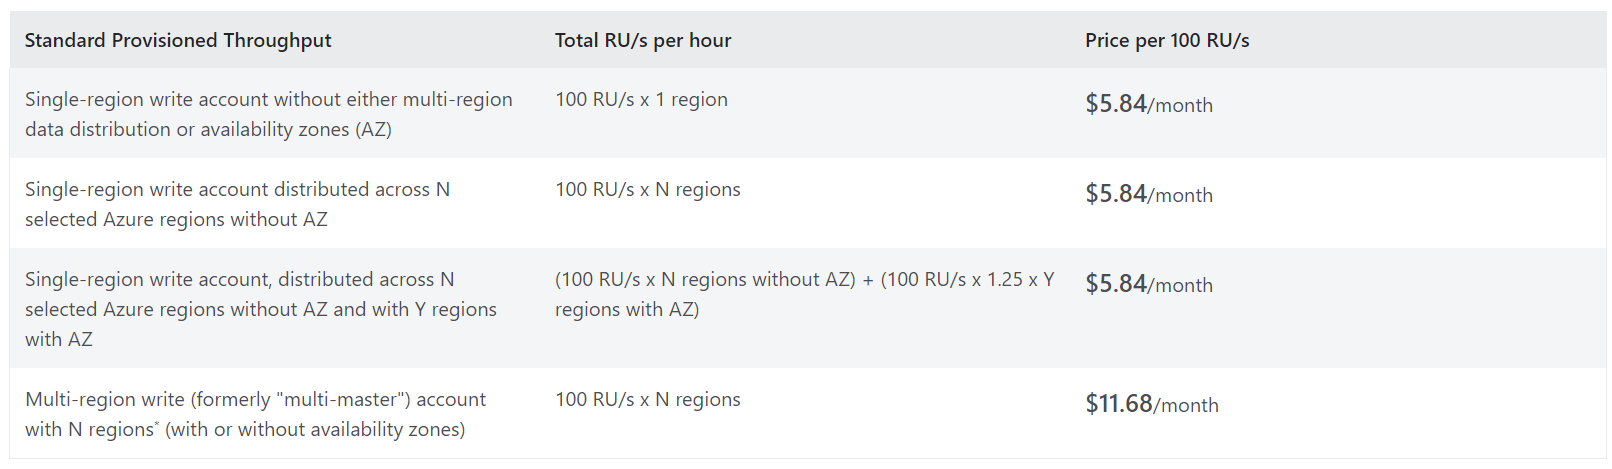 Standard Provisioned Throughput
Total RU/s per hour
Price per 100 RU/s
Single-region write account without either multi-region
data distribution or availability zones (AZ)
100 RU/s x 1 region
$5.84/month
Single-region write account distributed across N
selected Azure regions without AZ
100 RU/s x N regions
$5.84/month
Single-region write account, distributed across N
selected Azure regions without AZ and with Y regions
with AZ
(100 RU/s x N regions without AZ) + (100 RU/s x 1.25 x Y
regions with AZ)
$5.84/month
Multi-region write (formerly "multi-master") account
with N regions* (with or without availability zones)
100 RU/s x N regions
$11.68/month